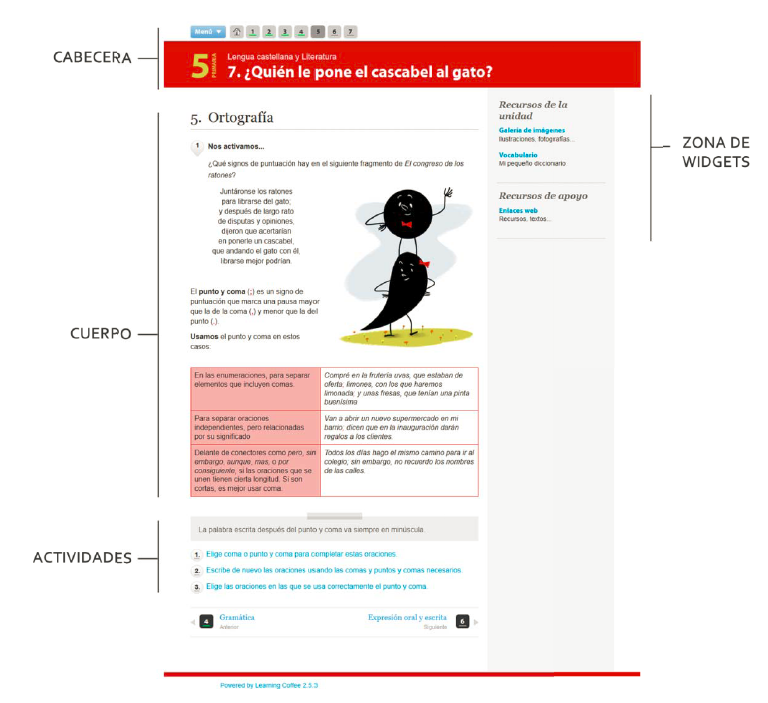 Menú 1 2 3 4 5 6 7
CABECERA
5 PRIMARIA
Lengua castellana y Literatura
7. ¿Quién le pone el cascabel al gato?
5. Ortografía
1 Nos activamos...
¿Qué signos de puntuación hay en el siguiente fragmento de El congreso de los
ratones?
Juntáronse los ratones
para librarse del gato;
y después de largo rato
de disputas y opiniones,
dijeron que acertarían
en ponerle un cascabel,
que andando el gato con él,
librarse mejor podrían.
El punto y coma (;) es un signo de
puntuación que marca una pausa mayor
que la de la coma (,) y menor que la del
punto (.).
CUERPO
Usamos el punto y coma en estos
casos:
En las enumeraciones, para separar
elementos que incluyen comas.
Compré en la frutería uvas, que estaban de
oferta; limones, con los que haremos
limonada; y unas fresas, que tenían una pinta
buenísima.
Para separar oraciones
independientes, pero relacionadas
por su significado
Van a abrir un nuevo supermercado en mi
barrio; dicen que en la inauguración darán
regalos a los clientes.
Delante de conectores como pero, sin
embargo, aunque, mas, o por
consiguiente, si las oraciones que se
unen tienen cierta longitud. Si son
cortas, es mejor usar coma.
Todos los días hago el mismo camino para ir al
colegio; sin embargo, no recuerdo los nombres
de las calles.
La palabra escrita después del punto y coma va siempre en minúscula.
ACTIVIDADES
1. Elige coma o punto y coma para completar estas oraciones.
2. Escribe de nuevo las oraciones usando las comas y puntos y comas necesarios.
3. Elige las oraciones en las que se usa correctamente el punto y coma.
4 Gramática
Anterior
Expresión oral y escrita 6
Siguiente
Recursos de la
unidad
Galería de imágenes
Ilustraciones, fotografías...
Vocabulario
Mi pequeño diccionario
Recursos de apoyo
Enlaces web
Recursos, textos...
ZONA DE
WIDGETS
Powered by Learning Coffee 2.5.3